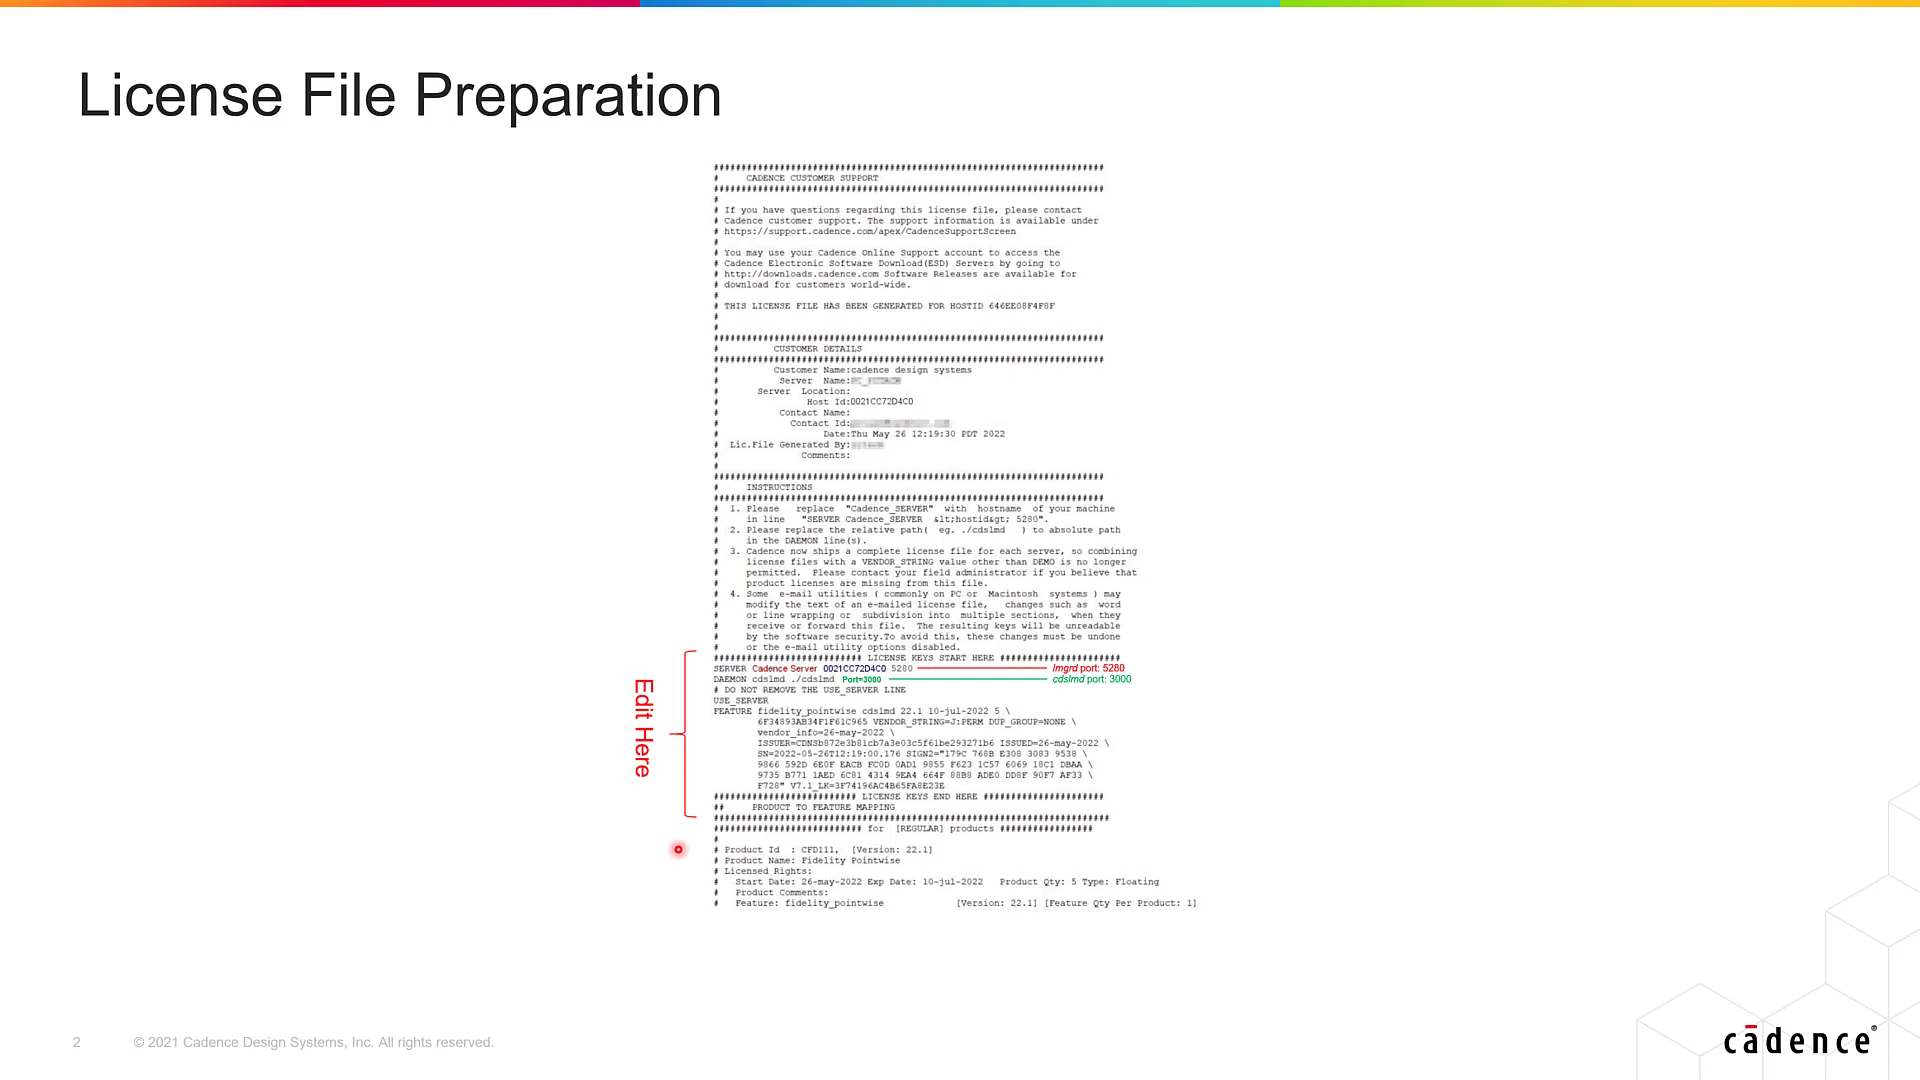 License File Preparation
######################################################################
# CADENCE CUSTOMER SUPPORT
######################################################################
#
# If you have questions regarding this license file, please contact
# Cadence customer support. The support information is available under
# https://support.cadence.com/apex/CadenceSupportScreen
#
# You may use your Cadence Online Support account to access the
# Cadence Electronic Software Download(ESD) Servers by going to
# http://downloads.cadence.com Software Releases are available for
# download for customers world-wide.
#
# THIS LICENSE FILE HAS BEEN GENERATED FOR HOSTID 646EE08F4F8F
#
#
######################################################################
# CUSTOMER DETAILS
######################################################################
# Customer Name:cadence design systems
# Server Name:
# Server Location:
# Host Id:0021CC72D4C0
# Contact Name:
# Contact Id:
# Date:Thu May 26 12:19:30 PDT 2022
# Lic.File Generated By:
# Comments:
#
######################################################################
# INSTRUCTIONS
######################################################################
# 1. Please replace "Cadence_SERVER" with hostname of your machine
# in line "SERVER Cadence_SERVER &lt;hostid&gt; 5280".
# 2. Please replace the relative path( eg. ./cdslmd ) to absolute path
# in the DAEMON line(s).
# 3. Cadence now ships a complete license file for each server, so combining
# license files with a VENDOR_STRING value other than DEMO is no longer
# permitted. Please contact your field administrator if you believe that
# product licenses are missing from this file.
# 4. Some e-mail utilities ( commonly on PC or Macintosh systems ) may
# modify the text of an e-mailed license file, changes such as word
# or line wrapping or subdivision into multiple sections, when they
# receive or forward this file. The resulting keys will be unreadable
# by the software security.To avoid this, these changes must be undone
# or the e-mail utility options disabled.
########################### LICENSE KEYS START HERE ######################
SERVER Cadence Server 0021CC72D4C0 5280 lmgrd port: 5280
DAEMON cdslmd ./cdslmd Port=3000 cdslmd port: 3000
# DO NOT REMOVE THE USE_SERVER LINE
USE_SERVER
FEATURE fidelity_pointwise cdslmd 22.1 10-jul-2022 5 \
6F34893AB34F1F61C965 VENDOR_STRING=J:PERM DUP_GROUP=NONE \
vendor_info=26-may-2022 \
ISSUER=CDNSb872e3b81cb7a3e03c5f61be293271b6 ISSUED=26-may-2022 \
SN=2022-05-26T12:19:00.176 SIGN2="179C 768B E308 3083 9538 \
9866 592D 6E0F EACB FC0D 0AD1 9855 F623 1C57 6069 18C1 DBAA \
9735 B771 1AED 6C81 4314 9EA4 664F 88B8 ADE0 DD8F 90F7 AF33 \
F728" V7.1_LK=3F74196AC4B65FA8E23E
########################## LICENSE KEYS END HERE ######################
## PRODUCT TO FEATURE MAPPING
#######################################################################
########################### for [REGULAR] products #################
#
# Product Id : CFD111, [Version: 22.1]
# Product Name: Fidelity Pointwise
# Licensed Rights:
# Start Date: 26-may-2022 Exp Date: 10-jul-2022 Product Qty: 5 Type: Floating
# Product Comments:
# Feature: fidelity_pointwise [Version: 22.1] [Feature Qty Per Product: 1]
Edit Here
2
© 2021 Cadence Design Systems, Inc. All rights reserved.
cādence®